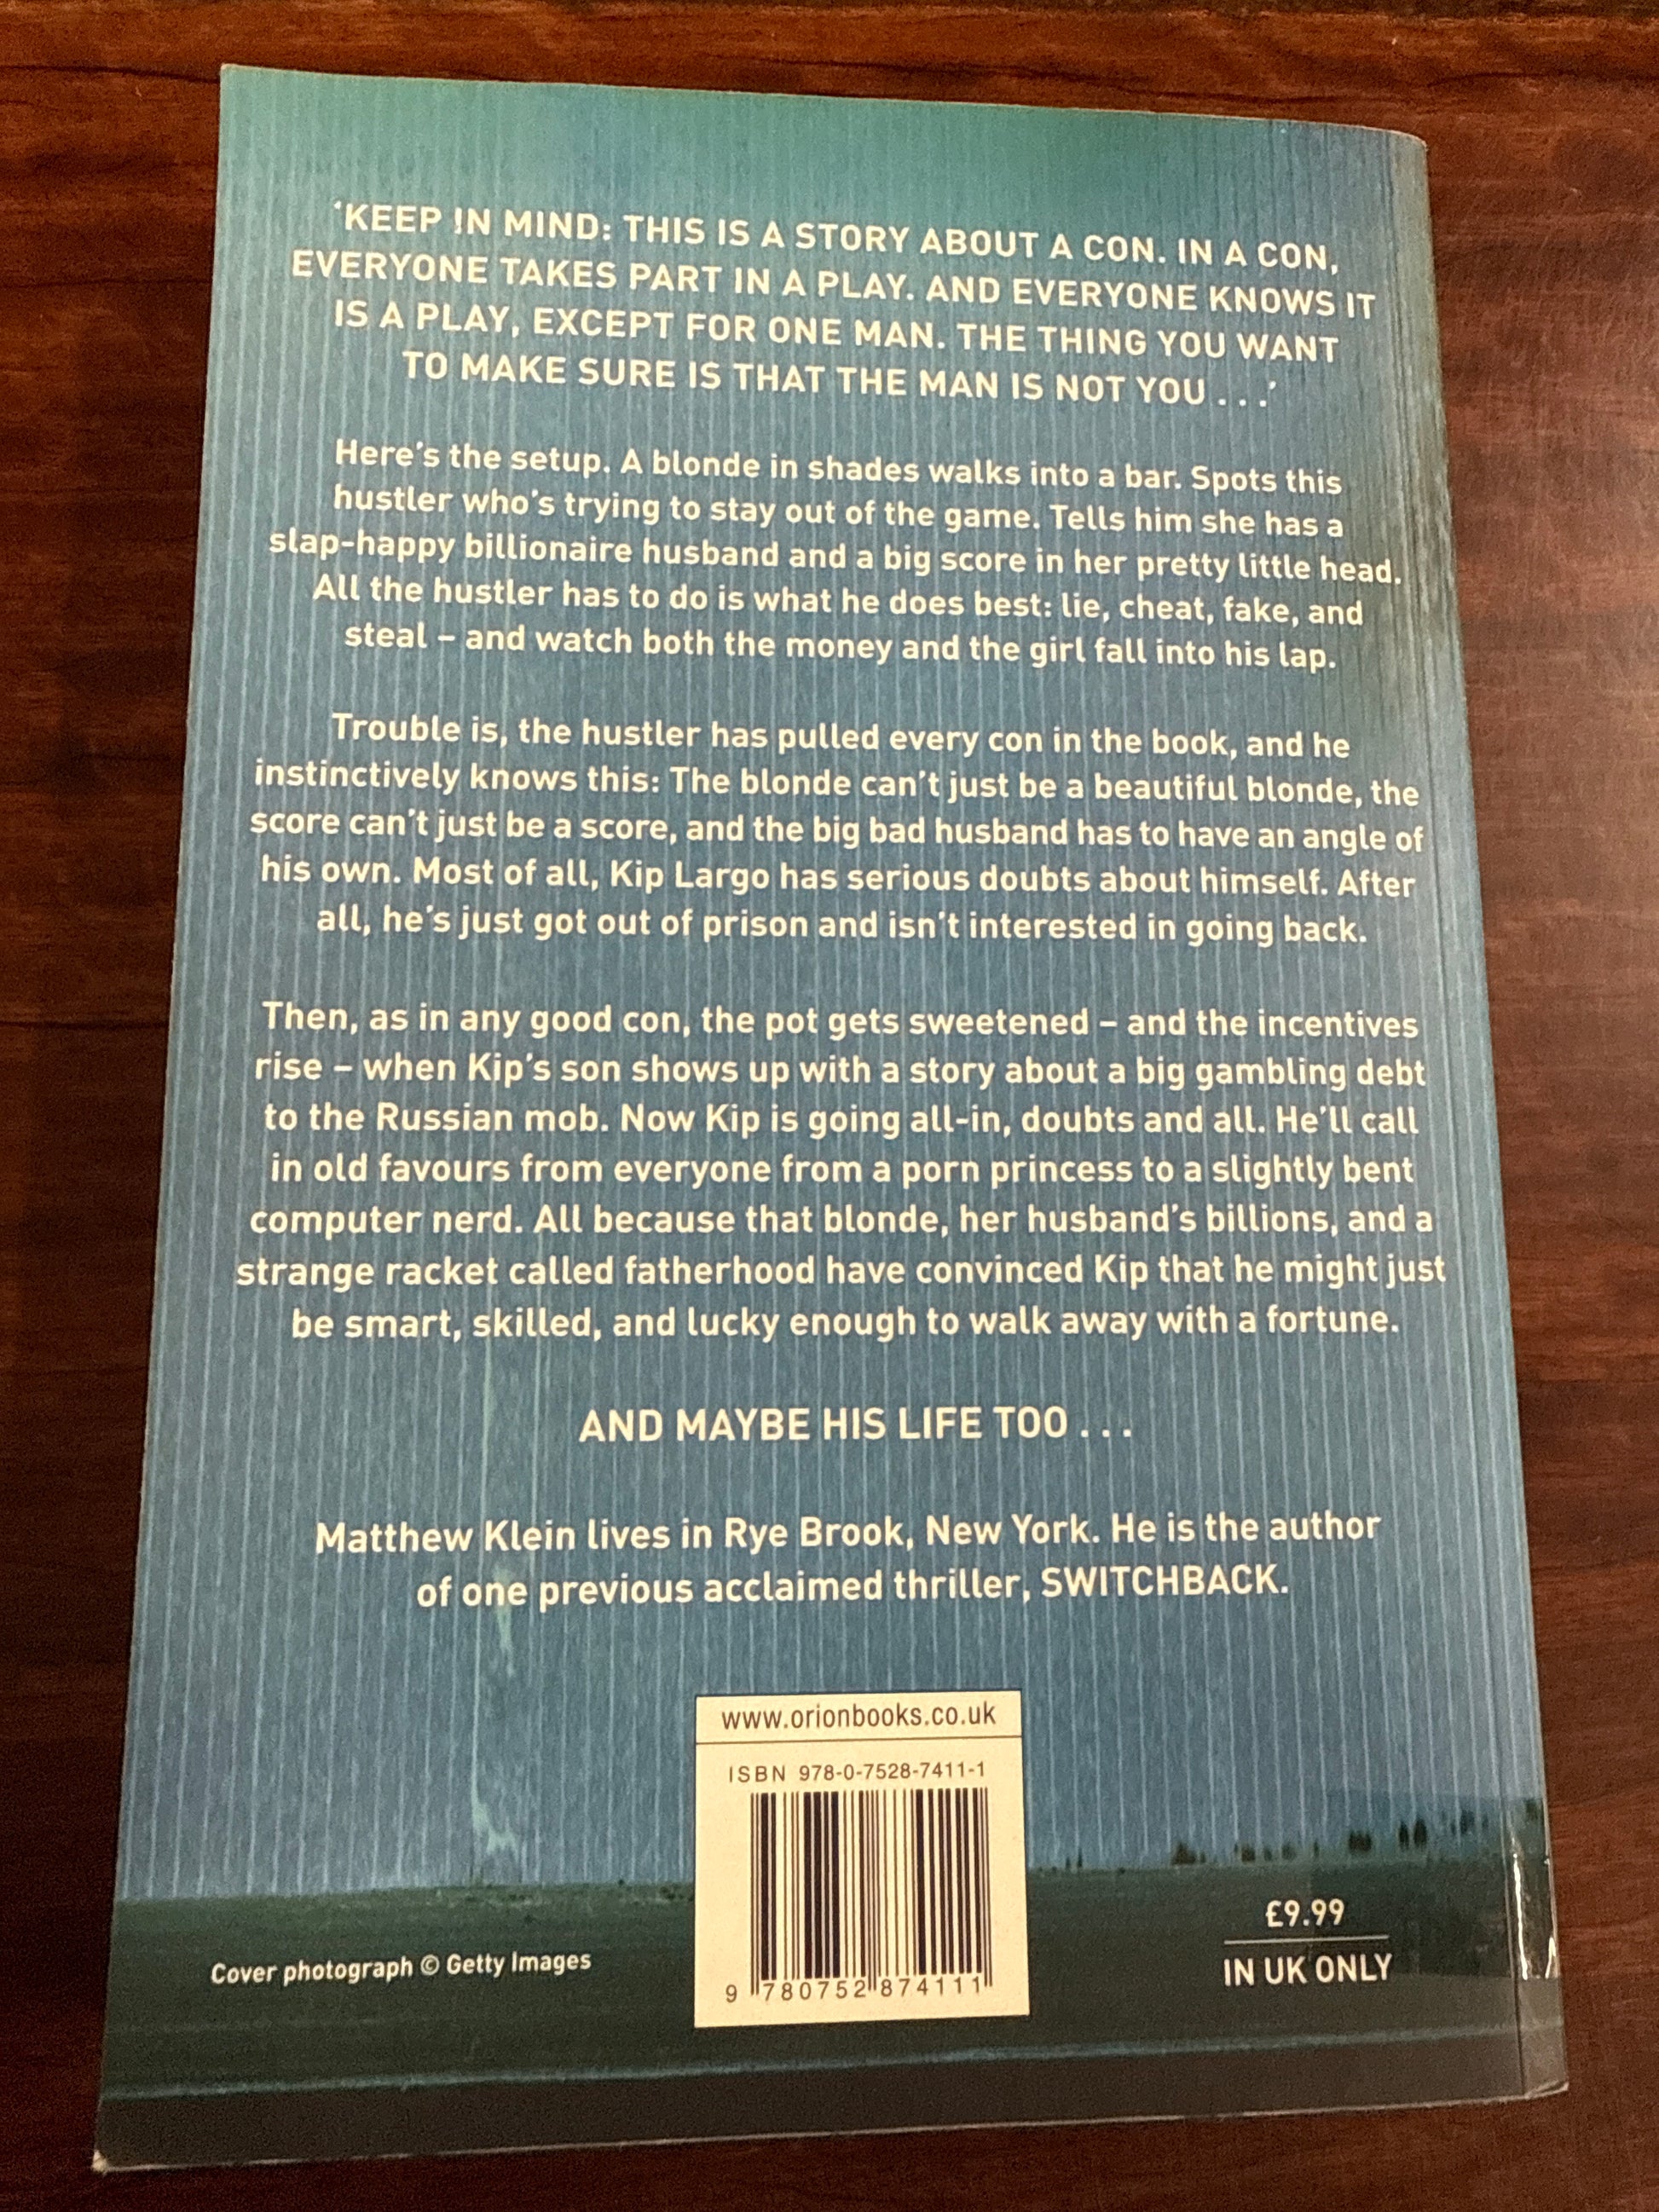 ‘KEEP IN MIND: THIS IS A STORY ABOUT A CON. IN A CON,
EVERYONE TAKES PART IN A PLAY. AND EVERYONE KNOWS IT
IS A PLAY, EXCEPT FOR ONE MAN. THE THING YOU WANT
TO MAKE SURE IS THAT THE MAN IS NOT YOU . . .’
Here’s the setup. A blonde in shades walks into a bar. Spots this
hustler who’s trying to stay out of the game. Tells him she has a
slap-happy billionaire husband and a big score in her pretty little head.
All the hustler has to do is what he does best: lie, cheat, fake, and
steal – and watch both the money and the girl fall into his lap.
Trouble is, the hustler has pulled every con in the book, and he
instinctively knows this: The blonde can’t just be a beautiful blonde, the
score can’t just be a score, and the big bad husband has to have an angle of
his own. Most of all, Kip Largo has serious doubts about himself. After
all, he’s just got out of prison and isn’t interested in going back.
Then, as in any good con, the pot gets sweetened – and the incentives
rise – when Kip’s son shows up with a story about a big gambling debt
to the Russian mob. Now Kip is going all-in, doubts and all. He’ll call
in old favours from everyone from a porn princess to a slightly bent
computer nerd. All because that blonde, her husband’s billions, and a
strange racket called fatherhood have convinced Kip that he might just
be smart, skilled, and lucky enough to walk away with a fortune.
AND MAYBE HIS LIFE TOO . . .
Matthew Klein lives in Rye Brook, New York. He is the author
of one previous acclaimed thriller, SWITCHBACK.
www.orionbooks.co.uk
ISBN 978-0-7528-7411-1
9 780752 874111
Cover photograph © Getty Images
£9.99
IN UK ONLY